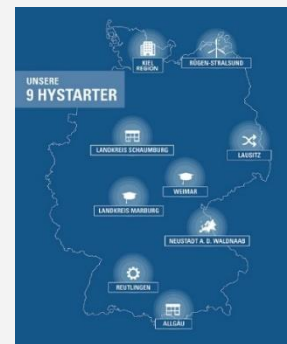 KIEL
REGION
RÜGEN-STRALSUND
UNSERE
9 HYSTARTER
LANDKREIS SCHAUMBURG
LAUSITZ
WEIMAR
LANDKREIS MARBURG
NEUSTADT A. D. WALDNAAB
REUTLINGEN
ALLGÄU